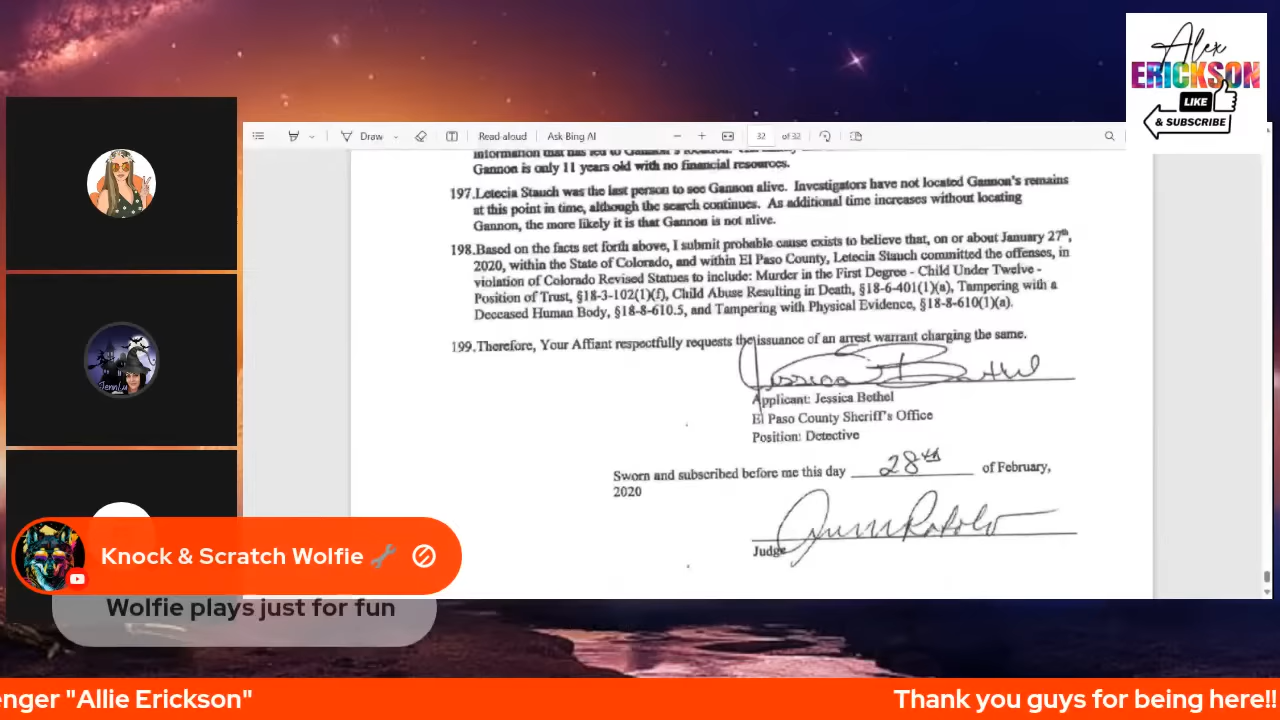 Alex
ERICKSON
LIKE
& SUBSCRIBE
Draw
Read aloud
Ask Bing AI
32
of 32
information that has led to Gannon's location.
Gannon is only 11 years old with no financial resources.
197. Letecia Stauch was the last person to see Gannon alive. Investigators have not located Gannon's remains
at this point in time, although the search continues. As additional time increases without locating
Gannon, the more likely it is that Gannon is not alive.
198. Based on the facts set forth above, I submit probable cause exists to believe that, on or about January 27th,
2020, within the State of Colorado, and within El Paso County, Letecia Stauch committed the offenses, in
violation of Colorado Revised Statues to include: Murder in the First Degree - Child Under Twelve -
Position of Trust, §18-3-102(1)(f), Child Abuse Resulting in Death, §18-6-401(1)(a), Tampering with a
Deceased Human Body, §18-8-610.5, and Tampering with Physical Evidence, §18-8-610(1)(a).
199. Therefore, Your Affiant respectfully requests the issuance of an arrest warrant charging the same.
Jessica Bethel
Applicant: Jessica Bethel
El Paso County Sheriff's Office
Position: Detective
Sworn and subscribed before me this day 28th of February,
2020
Judge
JennLu
Knock & Scratch Wolfie
Wolfie plays just for fun
enger "Allie Erickson"
Thank you guys for being here!!